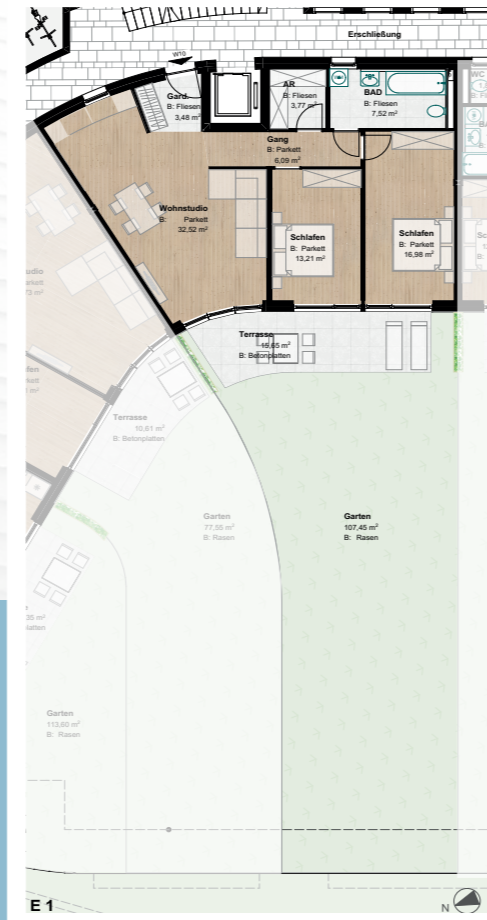 Erschließung
W10
Gard.
B: Fliesen
3,48 m²
AR
B: Fliesen
3,77 m²
BAD
B: Fliesen
7,52 m²
WC
Gang
B: Parkett
6,09 m²
Wohnstudio
B: Parkett
32,52 m²
Schlafen
B: Parkett
13,21 m²
Schlafen
B: Parkett
16,98 m²
Terrasse
15,65 m²
B: Betonplatten
Terrasse
10,61 m²
B: Betonplatten
Garten
77,55 m²
B: Rasen
Garten
107,45 m²
B: Rasen
Garten
113,60 m²
B: Rasen
E 1
N